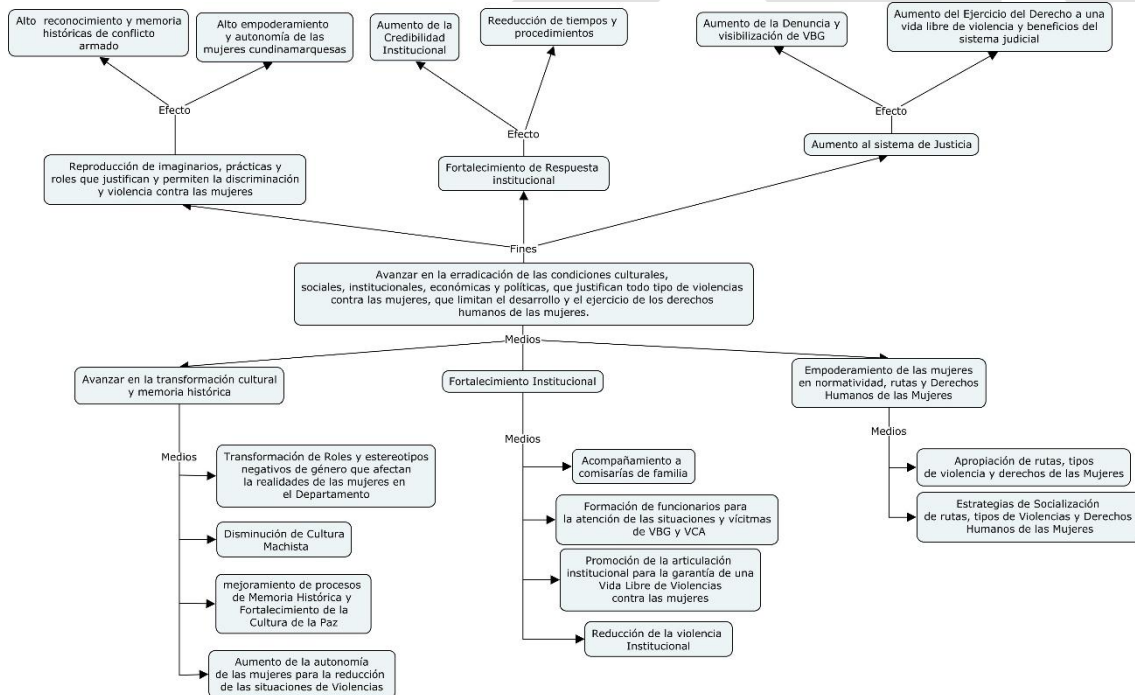 Alto reconocimiento y memoria
históricas de conflicto
armado
Alto empoderamiento
y autonomía de las
mujeres cundinamarquesas
Aumento de la
Credibilidad
Institucional
Reeducción de tiempos y
procedimientos
Aumento de la Denuncia y
visibilización de VBG
Aumento del Ejercicio del Derecho a una
vida libre de violencia y beneficios del
sistema judicial
Efecto
Efecto
Efecto
Reproducción de imaginarios, prácticas y
roles que justifican y permiten la discriminación
y violencia contra las mujeres
Fortalecimiento de Respuesta
institucional
Aumento al sistema de Justicia
Fines
Avanzar en la erradicación de las condiciones culturales,
sociales, institucionales, económicas y políticas, que justifican todo tipo de violencias
contra las mujeres, que limitan el desarrollo y el ejercicio de los derechos
humanos de las mujeres.
Medios
Avanzar en la transformación cultural
y memoria histórica
Fortalecimiento Institucional
Empoderamiento de las mujeres
en normatividad, rutas y Derechos
Humanos de las Mujeres
Medios
Transformación de Roles y estereotipos
negativos de género que afectan
la realidades de las mujeres en
el Departamento
Disminución de Cultura
Machista
mejoramiento de procesos
de Memoria Histórica y
Fortalecimiento de la
Cultura de la Paz
Aumento de la autonomía
de las mujeres para la reducción
de las situaciones de Violencias
Medios
Acompañamiento a
comisarías de familia
Formación de funcionarios para
la atención de las situaciones y vícitmas
de VBG y VCA
Promoción de la articulación
institucional para la garantía de una
Vida Libre de Violencias
contra las mujeres
Reducción de la violencia
Institucional
Medios
Apropiación de rutas, tipos
de violencia y derechos de las Mujeres
Estrategias de Socialización
de rutas, tipos de Violencias y Derechos
Humanos de las Mujeres